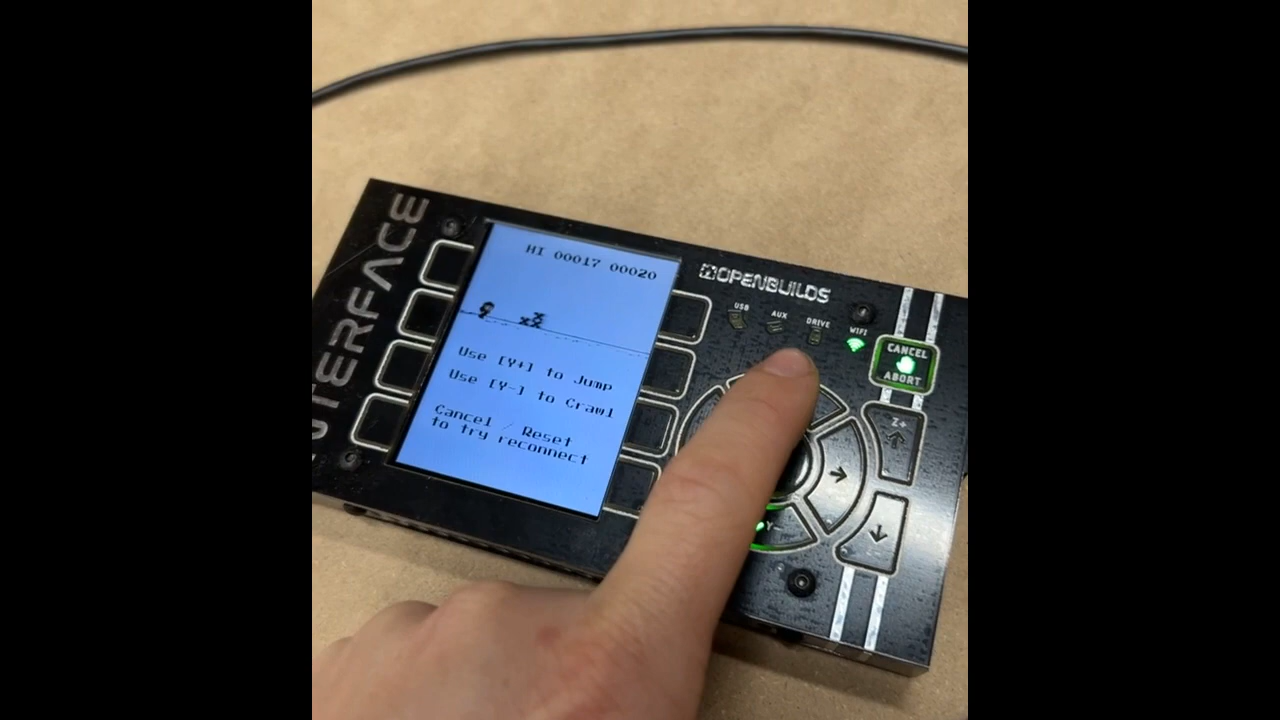 INTERFACE
HI 00017 00020
Use [Y+] to Jump
Use [Y-] to Crawl
Cancel / Reset
to try reconnect
OPENBUILDS
USB
AUX
DRIVE
WIFI
CANCEL
ABORT
Z+
Y-